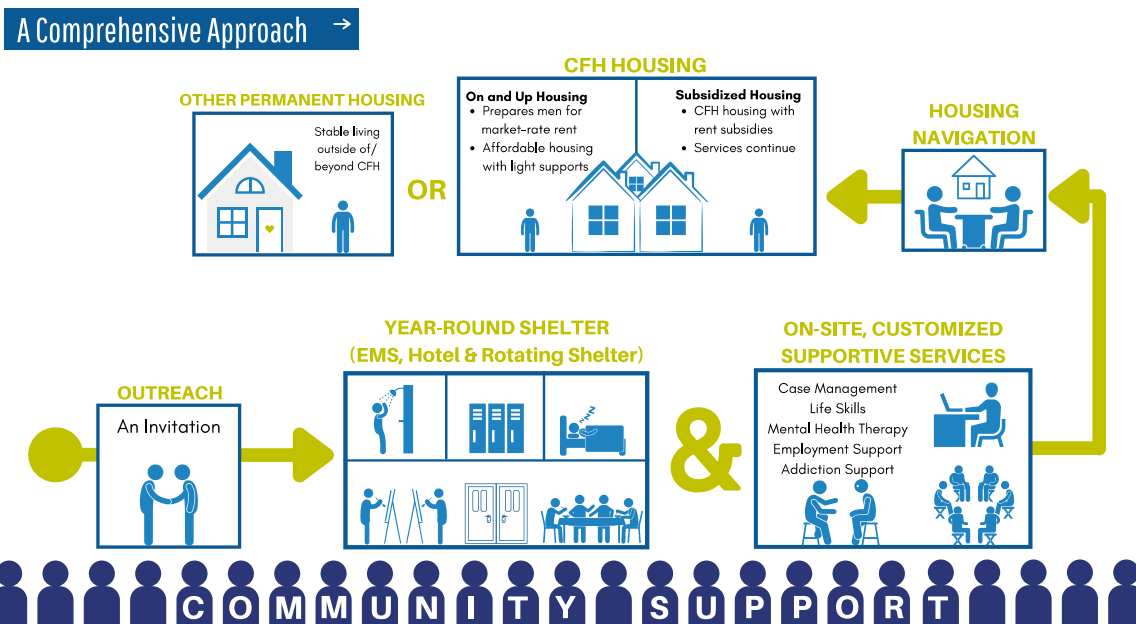 A Comprehensive Approach →
CFH HOUSING
OTHER PERMANENT HOUSING
Stable living
outside of/
beyond CFH
OR
On and Up Housing
• Prepares men for
market-rate rent
• Affordable housing
with light supports
Subsidized Housing
• CFH housing with
rent subsidies
• Services continue
HOUSING
NAVIGATION
OUTREACH
An Invitation
YEAR-ROUND SHELTER
(EMS, Hotel & Rotating Shelter)
zzz
&
ON-SITE, CUSTOMIZED
SUPPORTIVE SERVICES
Case Management
Life Skills
Mental Health Therapy
Employment Support
Addiction Support
COMMUNITY SUPPORT